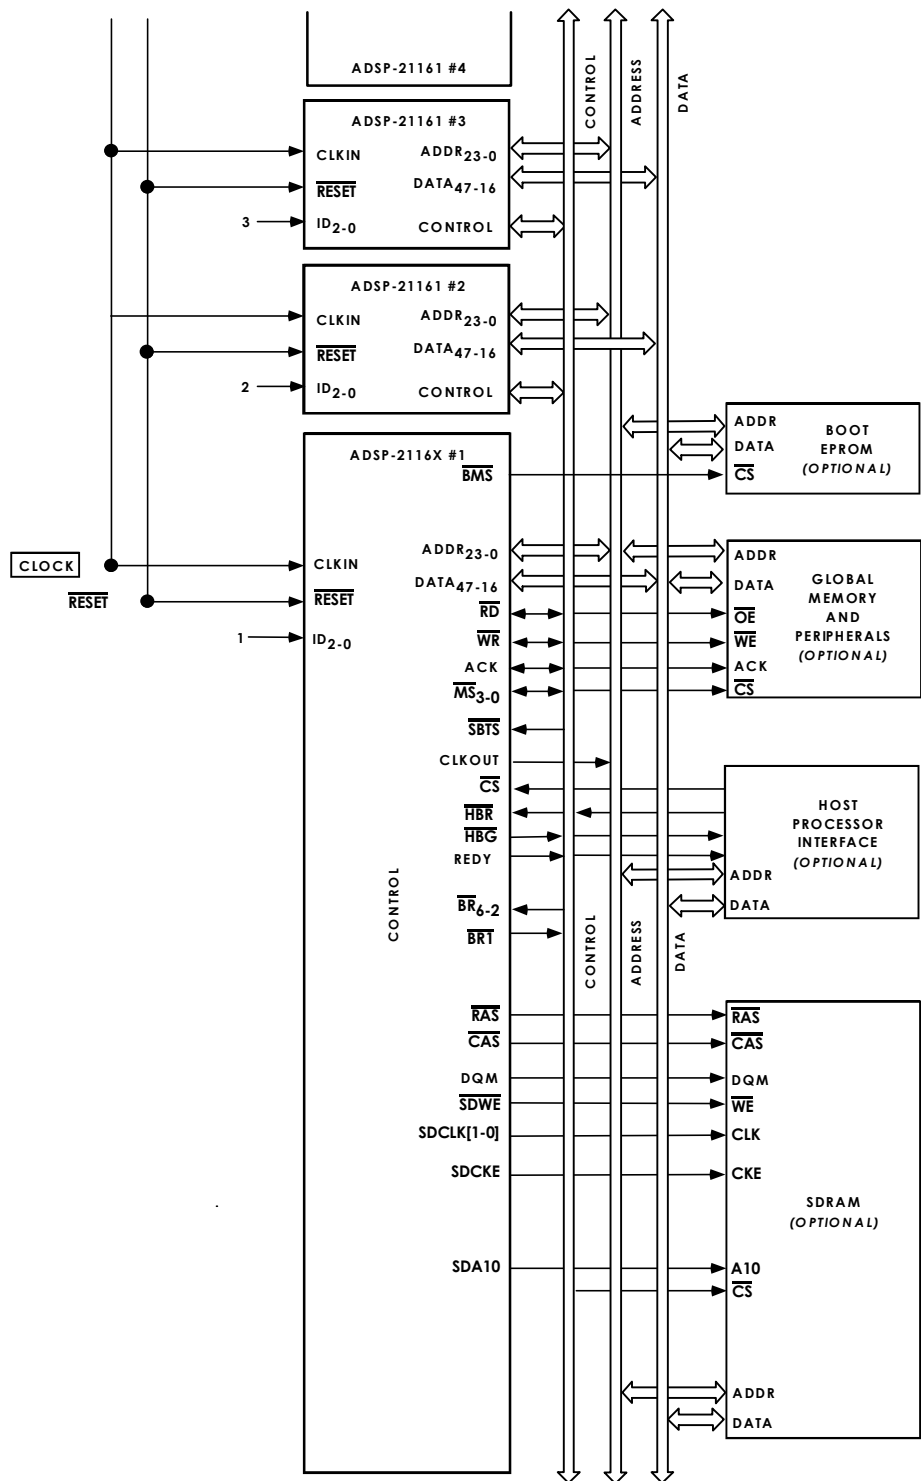 ADSP-21161 #4
CONTROL
ADDRESS
DATA
ADSP-21161 #3
CLKIN
ADDR23-0
RESET
DATA47-16
3
ID2-0
CONTROL
ADSP-21161 #2
CLKIN
ADDR23-0
RESET
DATA47-16
2
ID2-0
CONTROL
ADSP-2116X #1
BMS
ADDR
DATA
CS
BOOT
EPROM
(OPTIONAL)
CLOCK
CLKIN
RESET
RESET
1
ID2-0
ADDR23-0
DATA47-16
RD
WR
ACK
MS3-0
SBTS
CLKOUT
CS
HBR
HBG
REDY
BR6-2
BR1
CONTROL
ADDR
DATA
OE
WE
ACK
CS
GLOBAL
MEMORY
AND
PERIPHERALS
(OPTIONAL)
HOST
PROCESSOR
INTERFACE
(OPTIONAL)
ADDR
DATA
CONTROL
ADDRESS
DATA
RAS
CAS
DQM
SDWE
SDCLK[1-0]
SDCKE
SDA10
RAS
CAS
DQM
WE
CLK
CKE
SDRAM
(OPTIONAL)
A10
CS
ADDR
DATA